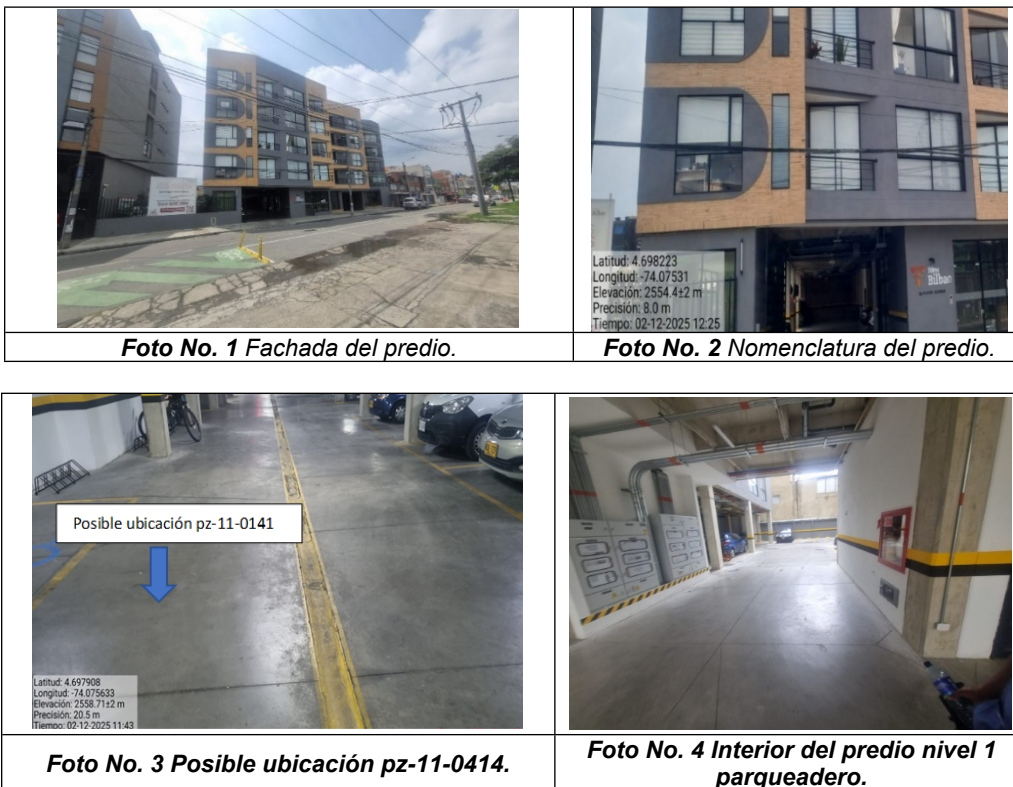 Latitud: 4.698223
Longitud: -74.07531
Elevación: 2554.4±2 m
Precisión: 8.0 m
Tiempo: 02-12-2025 12:25
Bilbao
Foto No. 1 Fachada del predio.
Foto No. 2 Nomenclatura del predio.
Posible ubicación pz-11-0141
Latitud: 4.697908
Longitud: -74.075633
Elevación: 2558.71±2 m
Precisión: 20.5 m
Tiempo: 02-12-2025 11:43
Foto No. 3 Posible ubicación pz-11-0414.
Foto No. 4 Interior del predio nivel 1
parqueadero.